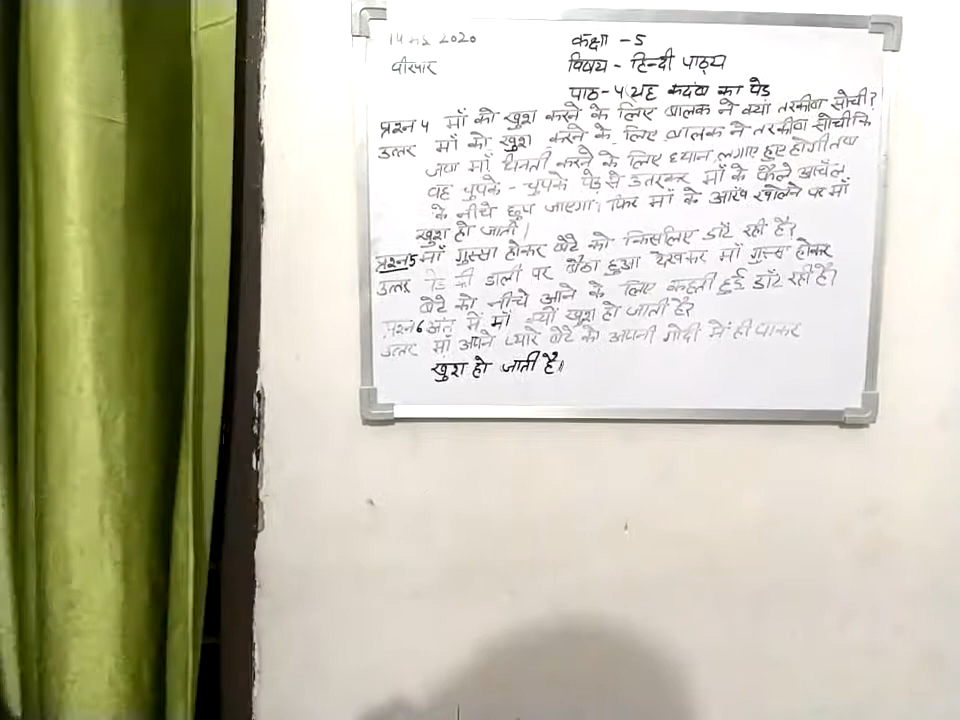 14 मई 2020
कक्षा - 5
वीरवार
विषय - हिन्दी पाठ्य
पाठ - 4 (यह कदंब का पेड
प्रश्न 4 माँ को खुश करने के लिए बालक ने क्या तरकीब सोची?
उत्तर माँ को खुश करने के लिए बालक ने तरकीब सोची कि
जब माँ विनती करने के लिए ध्यान लगाए हुए होगी तब
वह चुपके - चुपके पेड से उतरकर माँ के फैले आचँल
के नीचे छुप जाएगा। फिर माँ के आंख खोलने पर माँ
खुश हो जाती।
प्रश्न 5 माँ गुस्सा होकर बेटे को किसलिए डाँट रही है?
उत्तर पेड की डाली पर बैठा हुआ देखकर माँ गुस्सा होकर
बेटे को नीचे आने के लिए कहती हुई डाँट रही है।
प्रश्न 6 अंत में माँ क्यों खुश हो जाती है?
उत्तर माँ अपने प्यारे बेटे को अपनी गोदी में ही पाकर
खुश हो जाती है॥